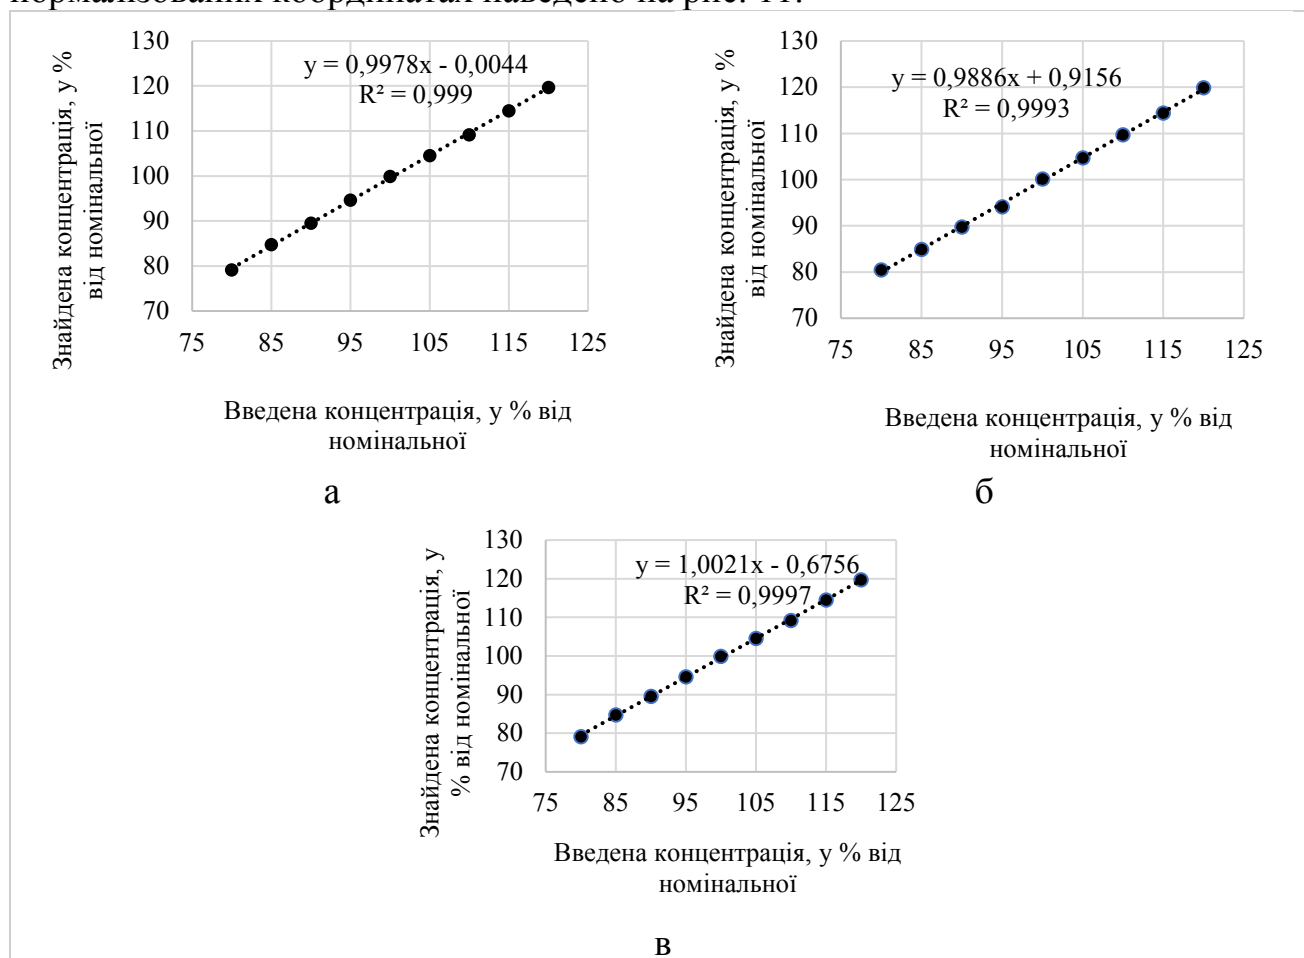 нормалізованих координатах наведено на рис. 11.
130
120
110
100
90
80
70
75 85 95 105 115 125
y = 0,9978x - 0,0044
R² = 0,999
Знайдена концентрація, у %
від номінальної
Введена концентрація, у % від
номінальної
а
130
120
110
100
90
80
70
75 85 95 105 115 125
y = 0,9886x + 0,9156
R² = 0,9993
Знайдена концентрація, у %
від номінальної
Введена концентрація, у % від
номінальної
б
130
120
110
100
90
80
70
75 85 95 105 115 125
y = 1,0021x - 0,6756
R² = 0,9997
Знайдена концентрація, у
% від номінальної
Введена концентрація, у % від
номінальної
в